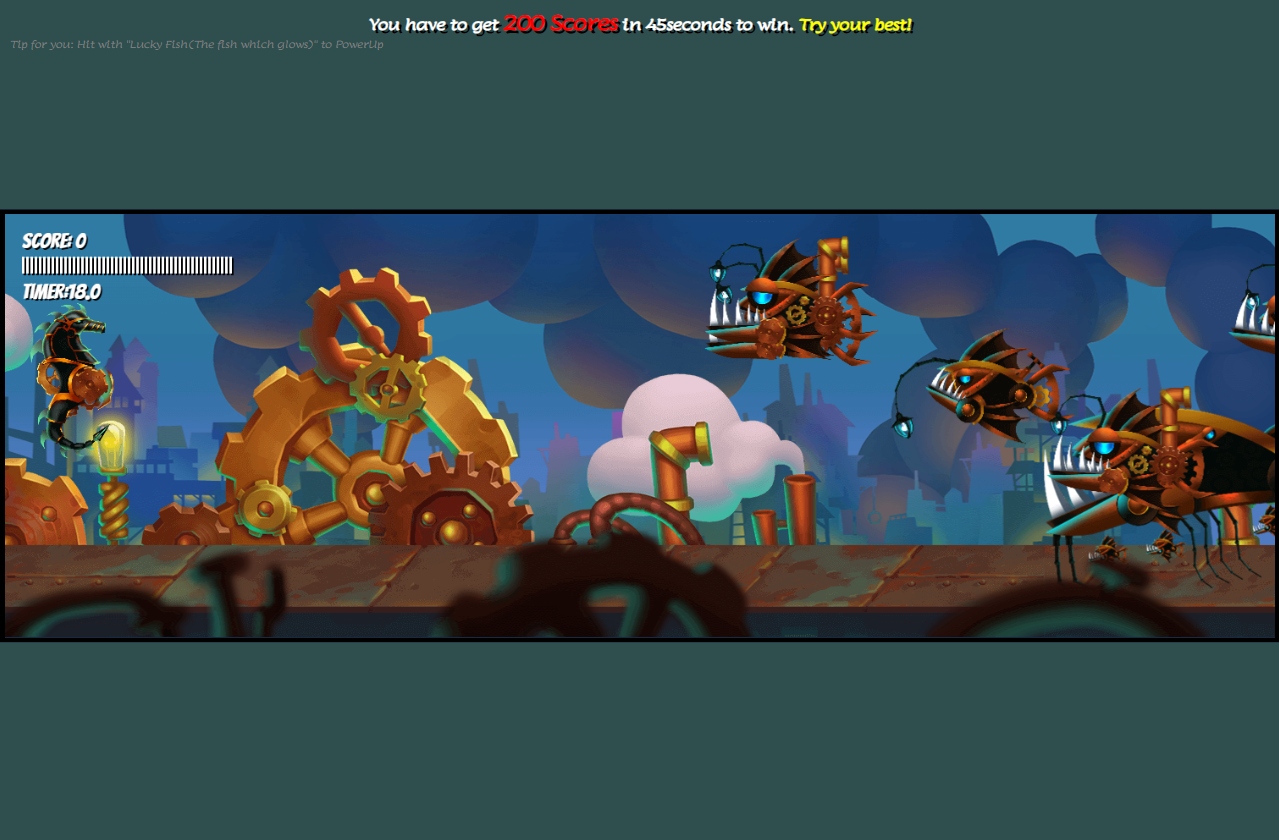 You have to get 200 Scores in 45seconds to win. Try your best!
Tip for you: Hit with "Lucky Fish(The fish which glows)" to PowerUp
SCORE: 0
TIMER:18.0